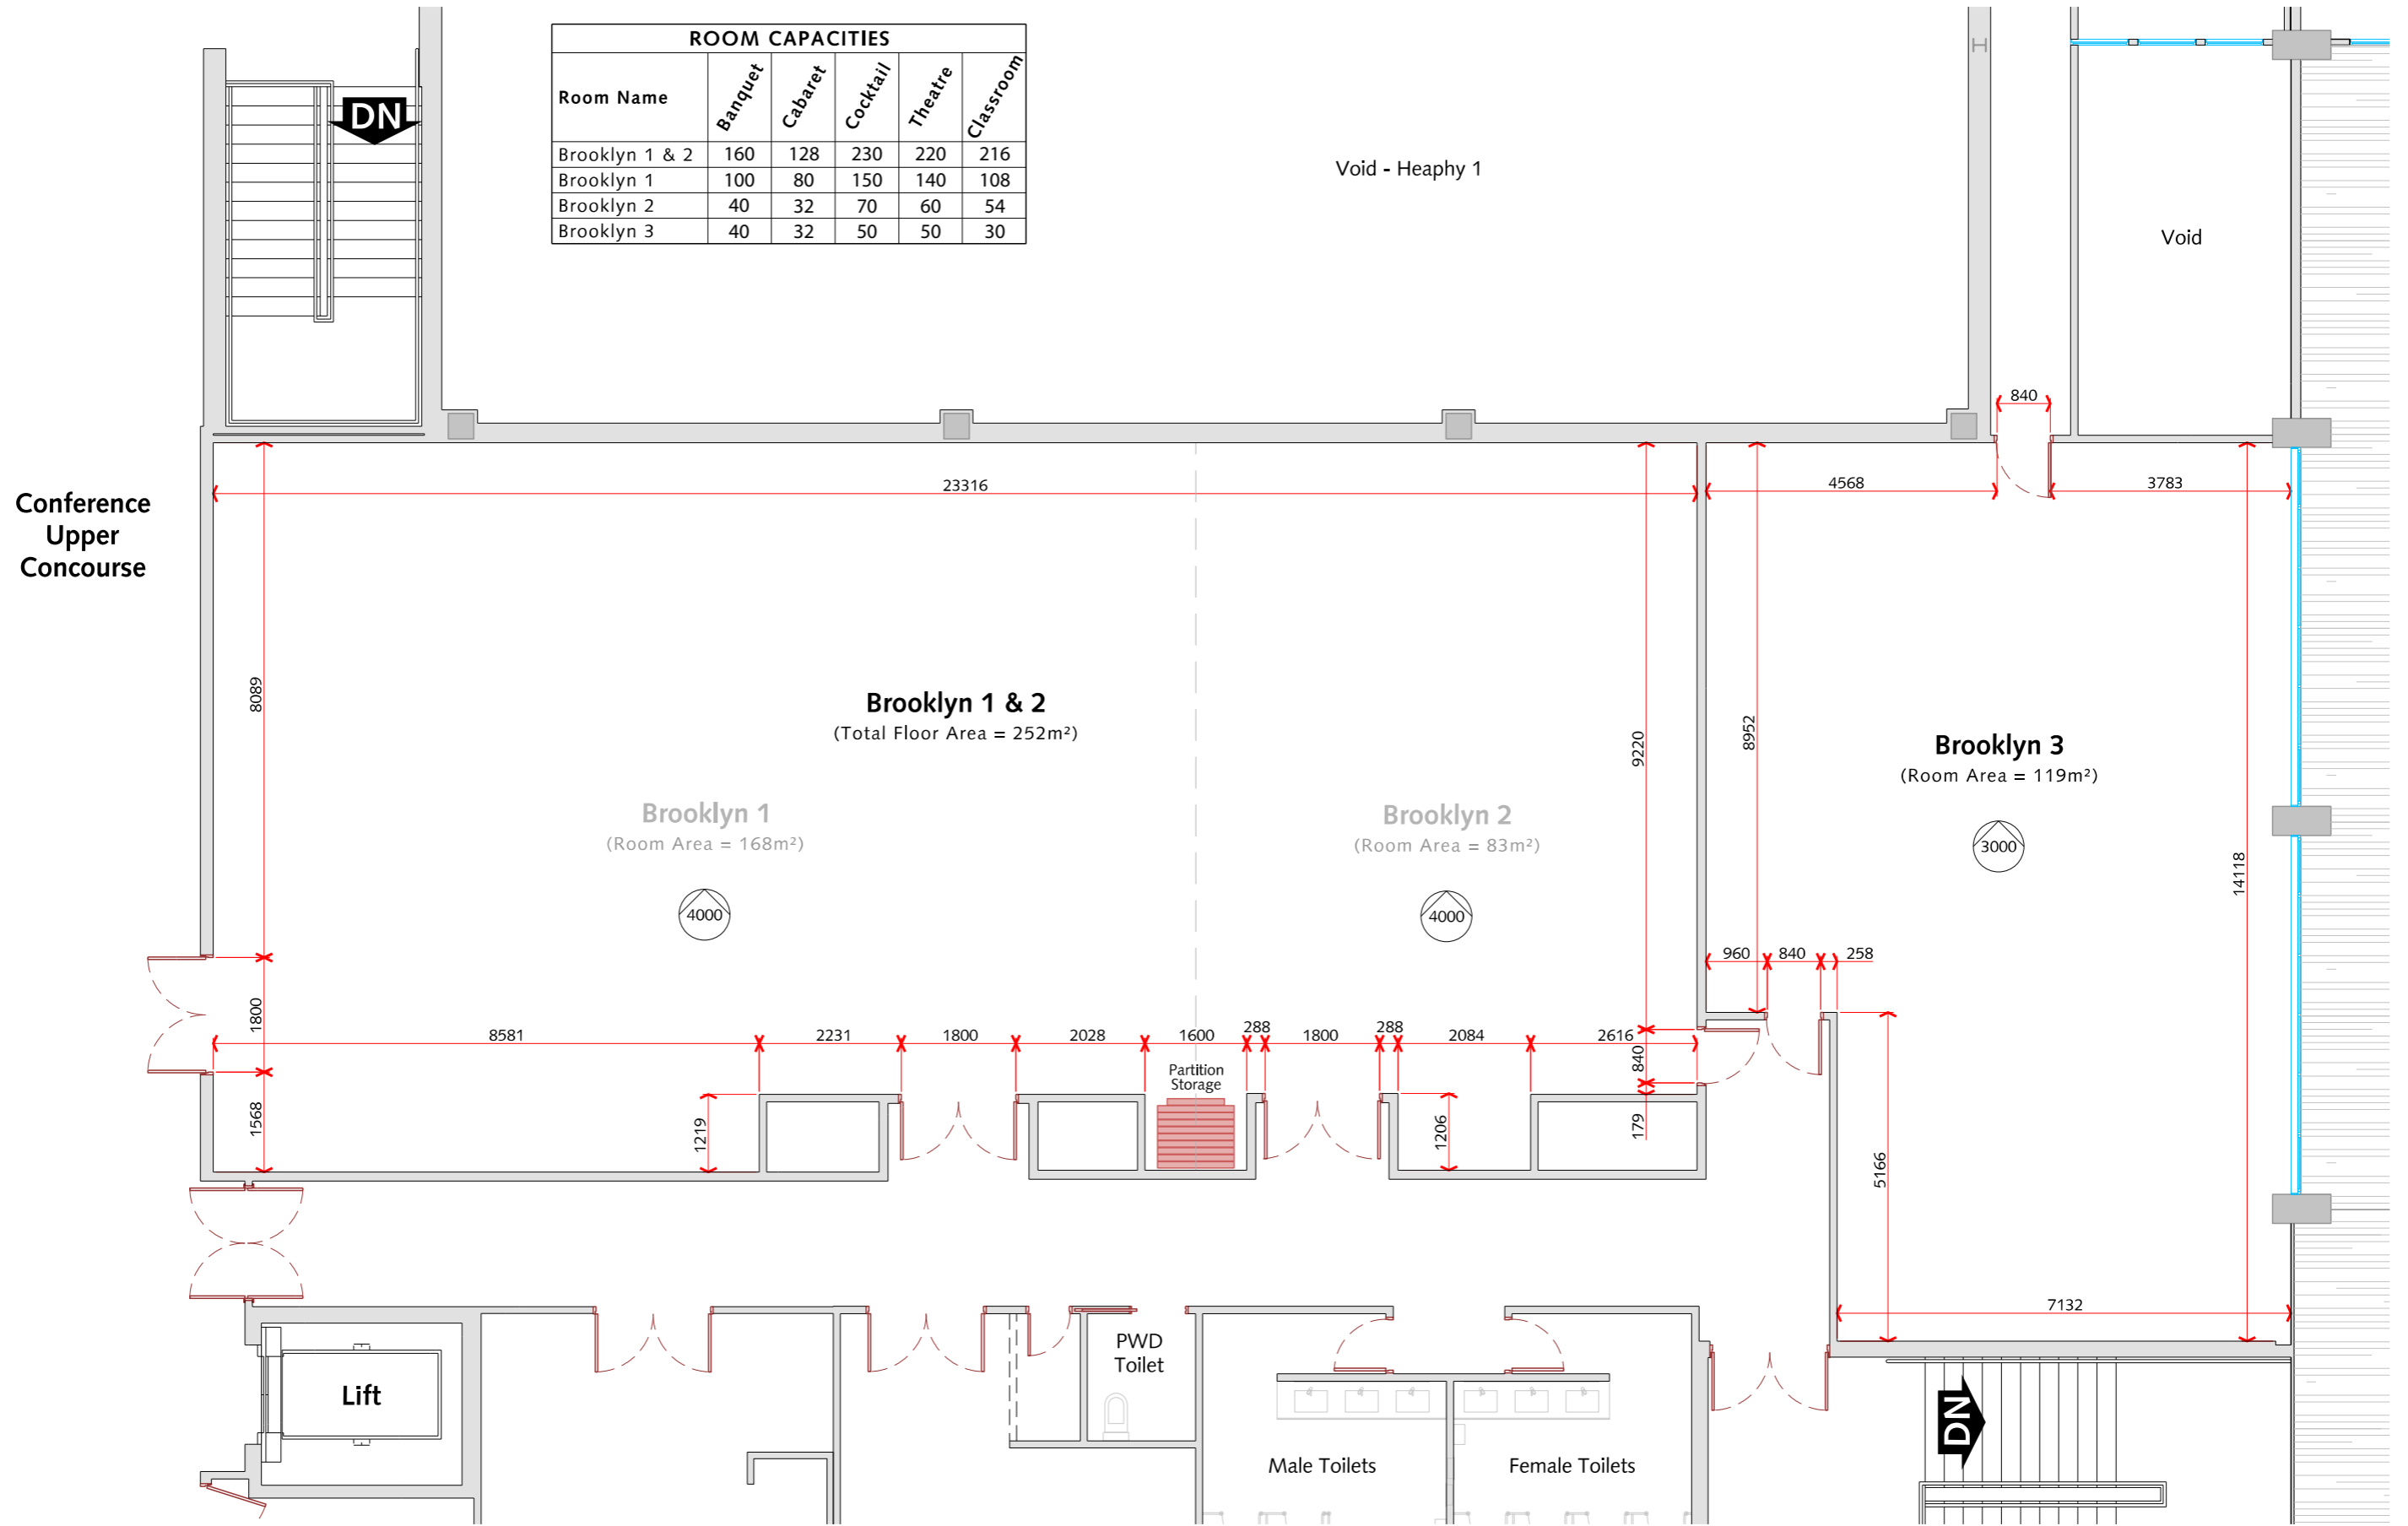 ROOM CAPACITIES
Room Name Banquet Cabaret Cocktail Theatre Classroom
Brooklyn 1 & 2 160 128 230 220 216
Brooklyn 1 100 80 150 140 108
Brooklyn 2 40 32 70 60 54
Brooklyn 3 40 32 50 50 30
DN
H
Void - Heaphy 1
Void
840
Conference
Upper
Concourse
23316
4568
3783
8089
Brooklyn 1 & 2
(Total Floor Area = 252m²)
9220
8952
Brooklyn 3
(Room Area = 119m²)
Brooklyn 1
(Room Area = 168m²)
Brooklyn 2
(Room Area = 83m²)
3000
14118
4000
4000
960
840
258
1800
8581
2231
1800
2028
1600
288
1800
288
2084
2616
840
Partition
Storage
1568
1219
1206
179
5166
7132
PWD
Toilet
Lift
DN
Male Toilets
Female Toilets